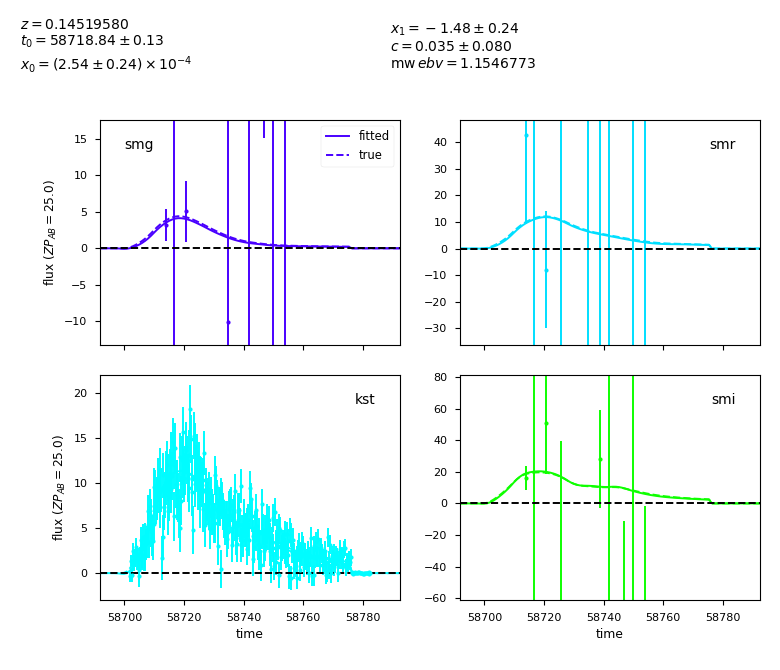 z = 0.14519580
t₀ = 58718.84 ± 0.13
x₀ = (2.54 ± 0.24) × 10⁻⁴
x₁ = −1.48 ± 0.24
c = 0.035 ± 0.080
mw ebv = 1.1546773
smg
fitted
true
15
10
5
0
−5
−10
flux (ZP_AB = 25.0)
smr
40
30
20
10
0
−10
−20
−30
kst
20
15
10
5
0
flux (ZP_AB = 25.0)
58700 58720 58740 58760 58780
time
smi
80
60
40
20
0
−20
−40
−60
58700 58720 58740 58760 58780
time